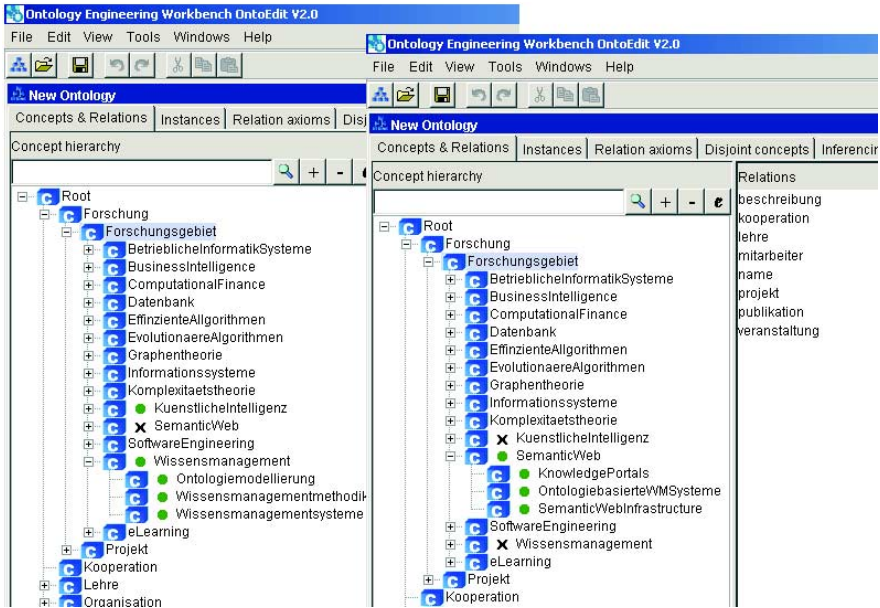 Ontology Engineering Workbench OntoEdit V2.0
File Edit View Tools Windows Help
New Ontology
Concepts & Relations Instances Relation axioms Disj
Concept hierarchy
+ -
Root
Forschung
Forschungsgebiet
BetrieblicheInformatikSysteme
BusinessIntelligence
ComputationalFinance
Datenbank
EffinzienteAllgorithmen
EvolutionaereAlgorithmen
Graphentheorie
Informationssysteme
Komplexitaetstheorie
KuenstlicheIntelligenz
SemanticWeb
SoftwareEngineering
Wissensmanagement
Ontologiemodellierung
Wissensmanagementmethodik
Wissensmanagementsysteme
eLearning
Projekt
Kooperation
Lehre
Organisation
Ontology Engineering Workbench OntoEdit V2.0
File Edit View Tools Windows Help
New Ontology
Concepts & Relations Instances Relation axioms Disjoint concepts Inferencin
Concept hierarchy
+ - e
Root
Forschung
Forschungsgebiet
BetrieblicheInformatikSysteme
BusinessIntelligence
ComputationalFinance
Datenbank
EffinzienteAllgorithmen
EvolutionaereAlgorithmen
Graphentheorie
Informationssysteme
Komplexitaetstheorie
KuenstlicheIntelligenz
SemanticWeb
KnowledgePortals
OntologiebasierteWMSysteme
SemanticWebInfrastructure
SoftwareEngineering
Wissensmanagement
eLearning
Projekt
Kooperation
Relations
beschreibung
kooperation
lehre
mitarbeiter
name
projekt
publikation
veranstaltung